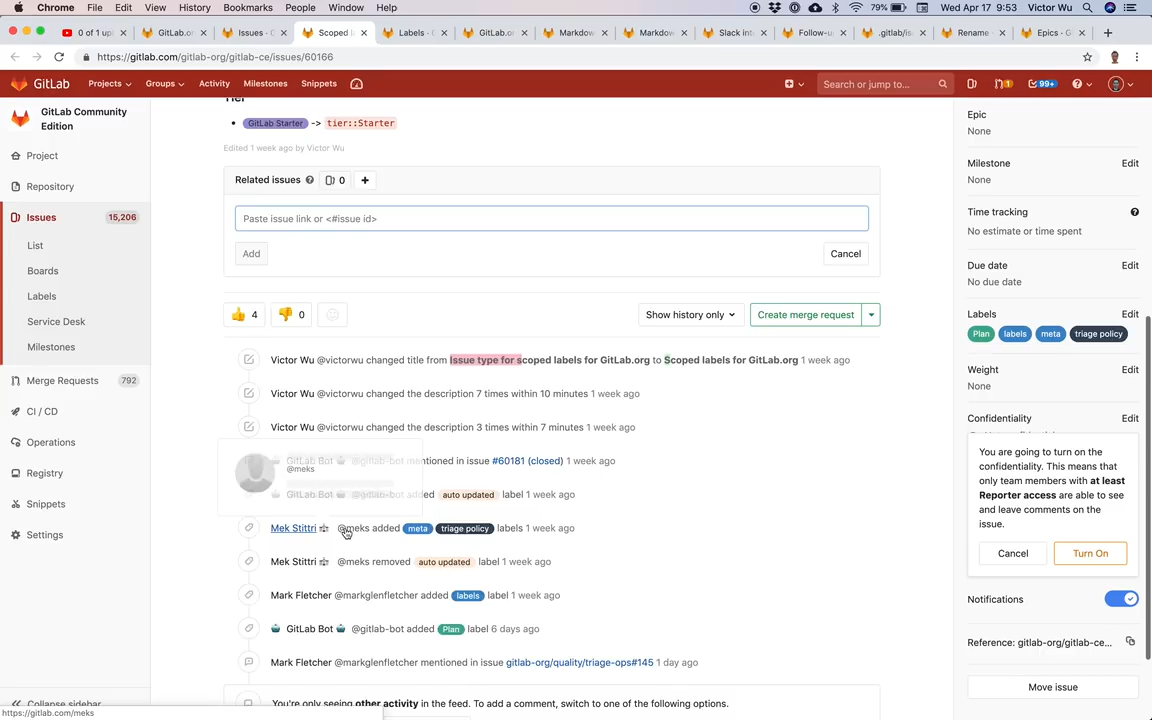 Chrome File Edit View History Bookmarks People Window Help
79% Wed Apr 17 9:53 Victor Wu
0 of 1 up GitLab.or Issues · G Scoped l Labels · G GitLab.or Markdow Markdow Slack int Follow-u .gitlab/is Rename Epics · G
https://gitlab.com/gitlab-org/gitlab-ce/issues/60166
GitLab Projects Groups Activity Milestones Snippets Search or jump to... 1 99+
GitLab Community
Edition
Project
Repository
Issues 15,206
List
Boards
Labels
Service Desk
Milestones
Merge Requests 792
CI / CD
Operations
Registry
Snippets
Settings
Collapse sidebar
https://gitlab.com/meks
Tier
• GitLab Starter -> tier::Starter
Edited 1 week ago by Victor Wu
Related issues 0 +
Paste issue link or <#issue id>
Add Cancel
4 0 Show history only Create merge request
Victor Wu @victorwu changed title from Issue type for scoped labels for GitLab.org to Scoped labels for GitLab.org 1 week ago
Victor Wu @victorwu changed the description 7 times within 10 minutes 1 week ago
Victor Wu @victorwu changed the description 3 times within 7 minutes 1 week ago
GitLab Bot @gitlab-bot mentioned in issue #60181 (closed) 1 week ago
@meks
GitLab Bot @gitlab-bot added auto updated label 1 week ago
Mek Stittri @meks added meta triage policy labels 1 week ago
Mek Stittri @meks removed auto updated label 1 week ago
Mark Fletcher @markglenfletcher added labels label 1 week ago
GitLab Bot @gitlab-bot added Plan label 6 days ago
Mark Fletcher @markglenfletcher mentioned in issue gitlab-org/quality/triage-ops#145 1 day ago
You're only seeing other activity in the feed. To add a comment, switch to one of the following options.
Epic
None
Milestone Edit
None
Time tracking
No estimate or time spent
Due date Edit
No due date
Labels Edit
Plan labels meta triage policy
Weight Edit
None
Confidentiality Edit
You are going to turn on the
confidentiality. This means that
only team members with at least
Reporter access are able to see
and leave comments on the
issue.
Cancel Turn On
Notifications
Reference: gitlab-org/gitlab-ce...
Move issue